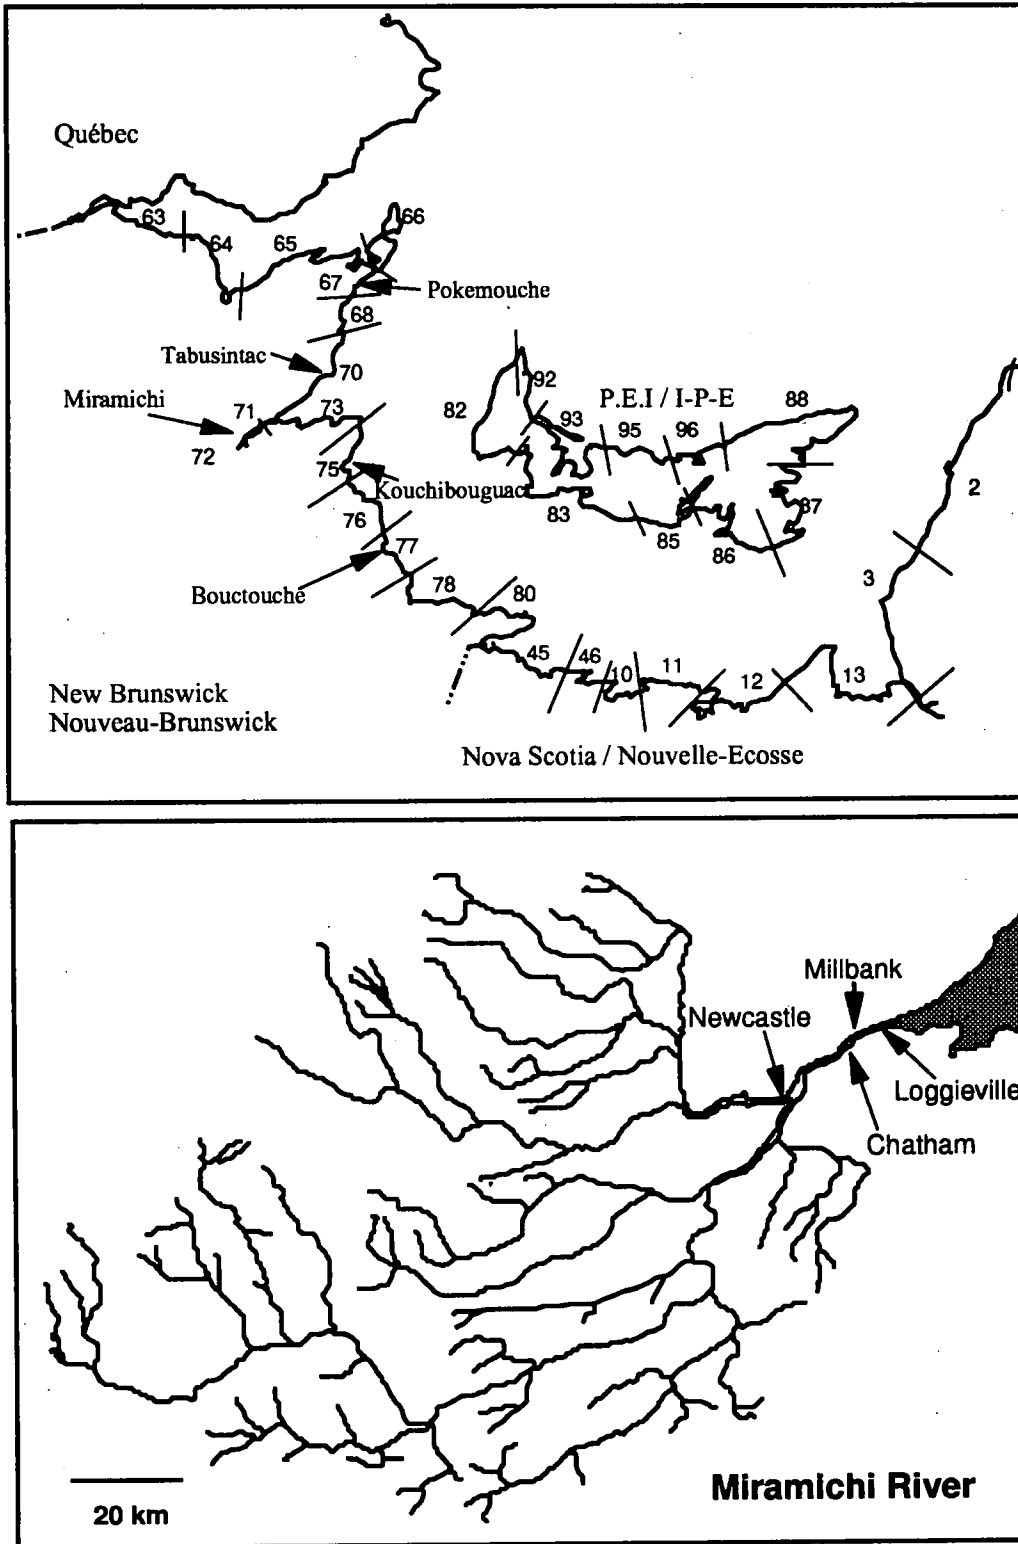 Québec
63
66
64
65
67
Pokemouche
68
Tabusintac
70
92
P.E.I / I-P-E
88
Miramichi
82
71
73
93
95
96
72
75
Kouchibouguac
2
83
87
76
85
86
77
3
Bouctouche
78
80
45
46
10
11
12
13
New Brunswick
Nouveau-Brunswick
Nova Scotia / Nouvelle-Ecosse
Millbank
Newcastle
Loggieville
Chatham
20 km
Miramichi River